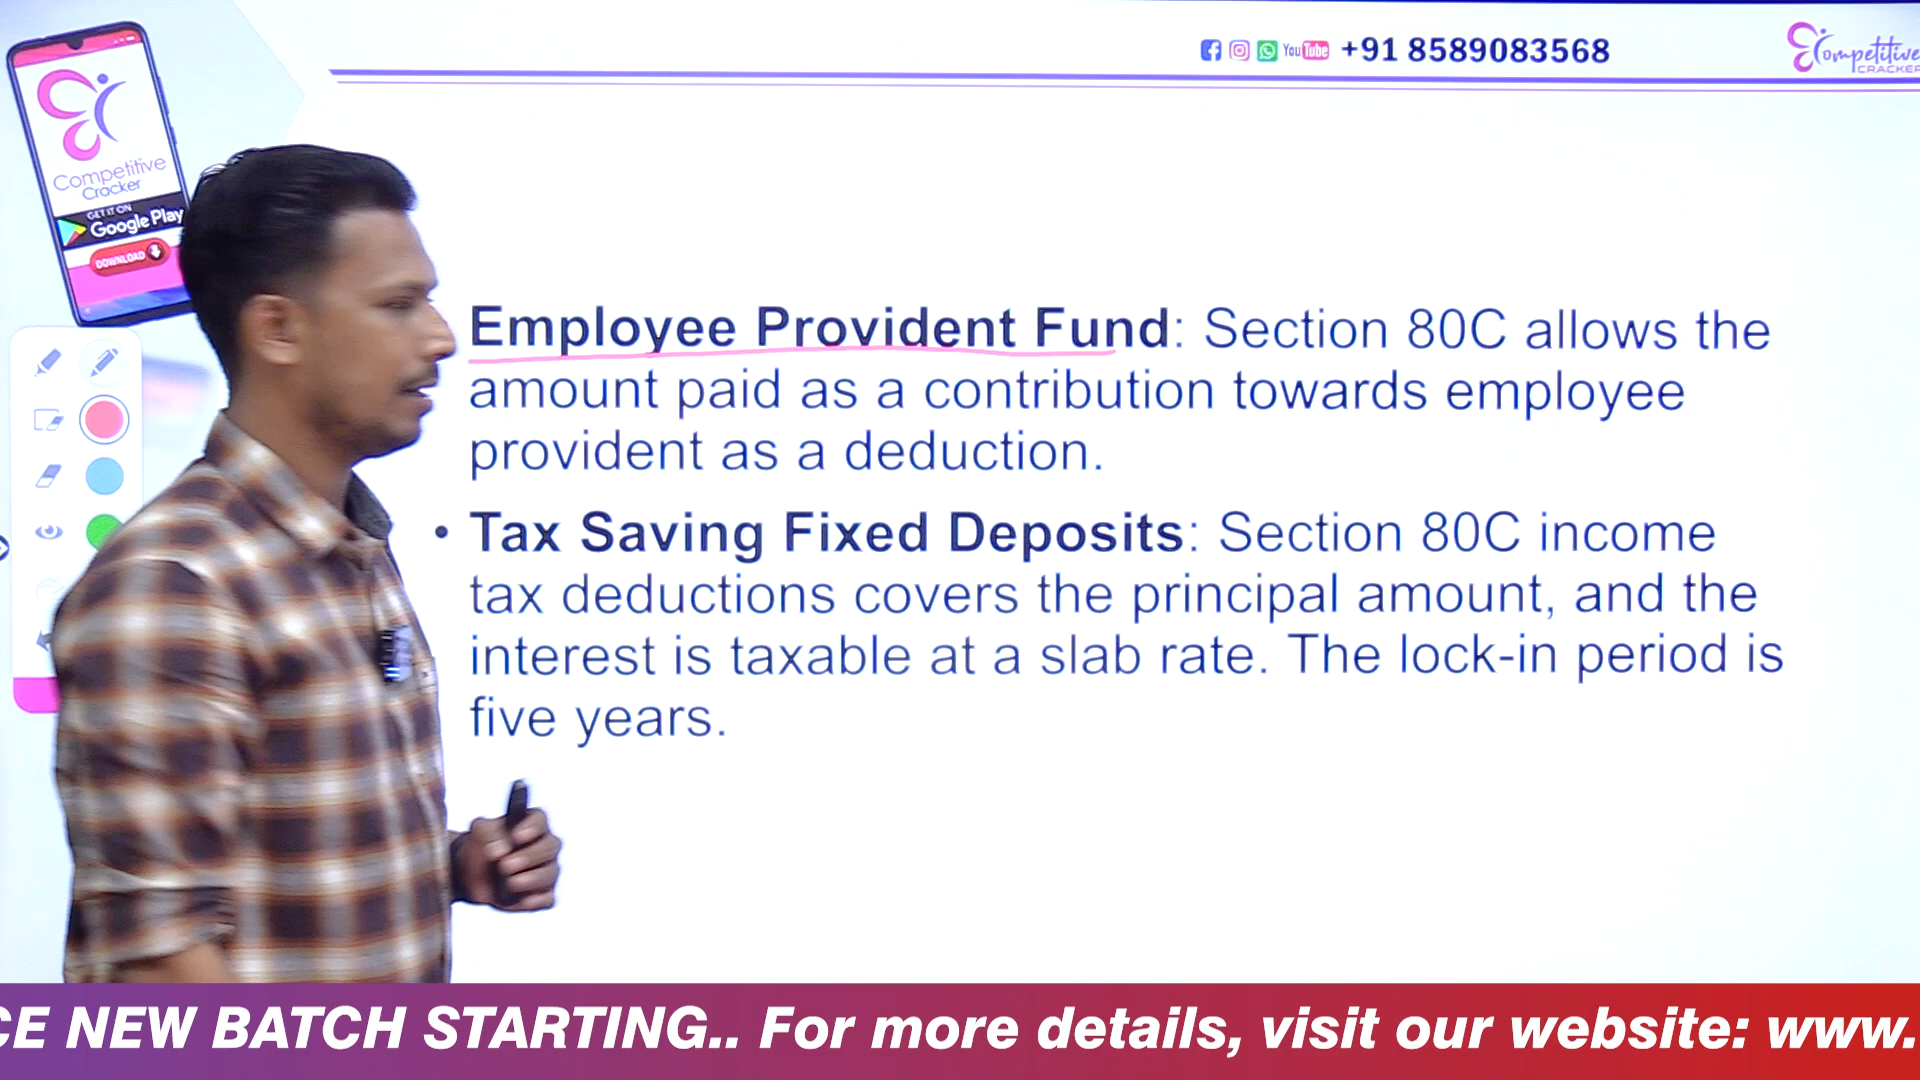 +91 8589083568
Competitive
CRACKER
Competitive
Cracker
GET IT ON
Google Play
DOWNLOAD
You Tube
Employee Provident Fund: Section 80C allows the
amount paid as a contribution towards employee
provident as a deduction.
• Tax Saving Fixed Deposits: Section 80C income
tax deductions covers the principal amount, and the
interest is taxable at a slab rate. The lock-in period is
five years.
CE NEW BATCH STARTING.. For more details, visit our website: www.